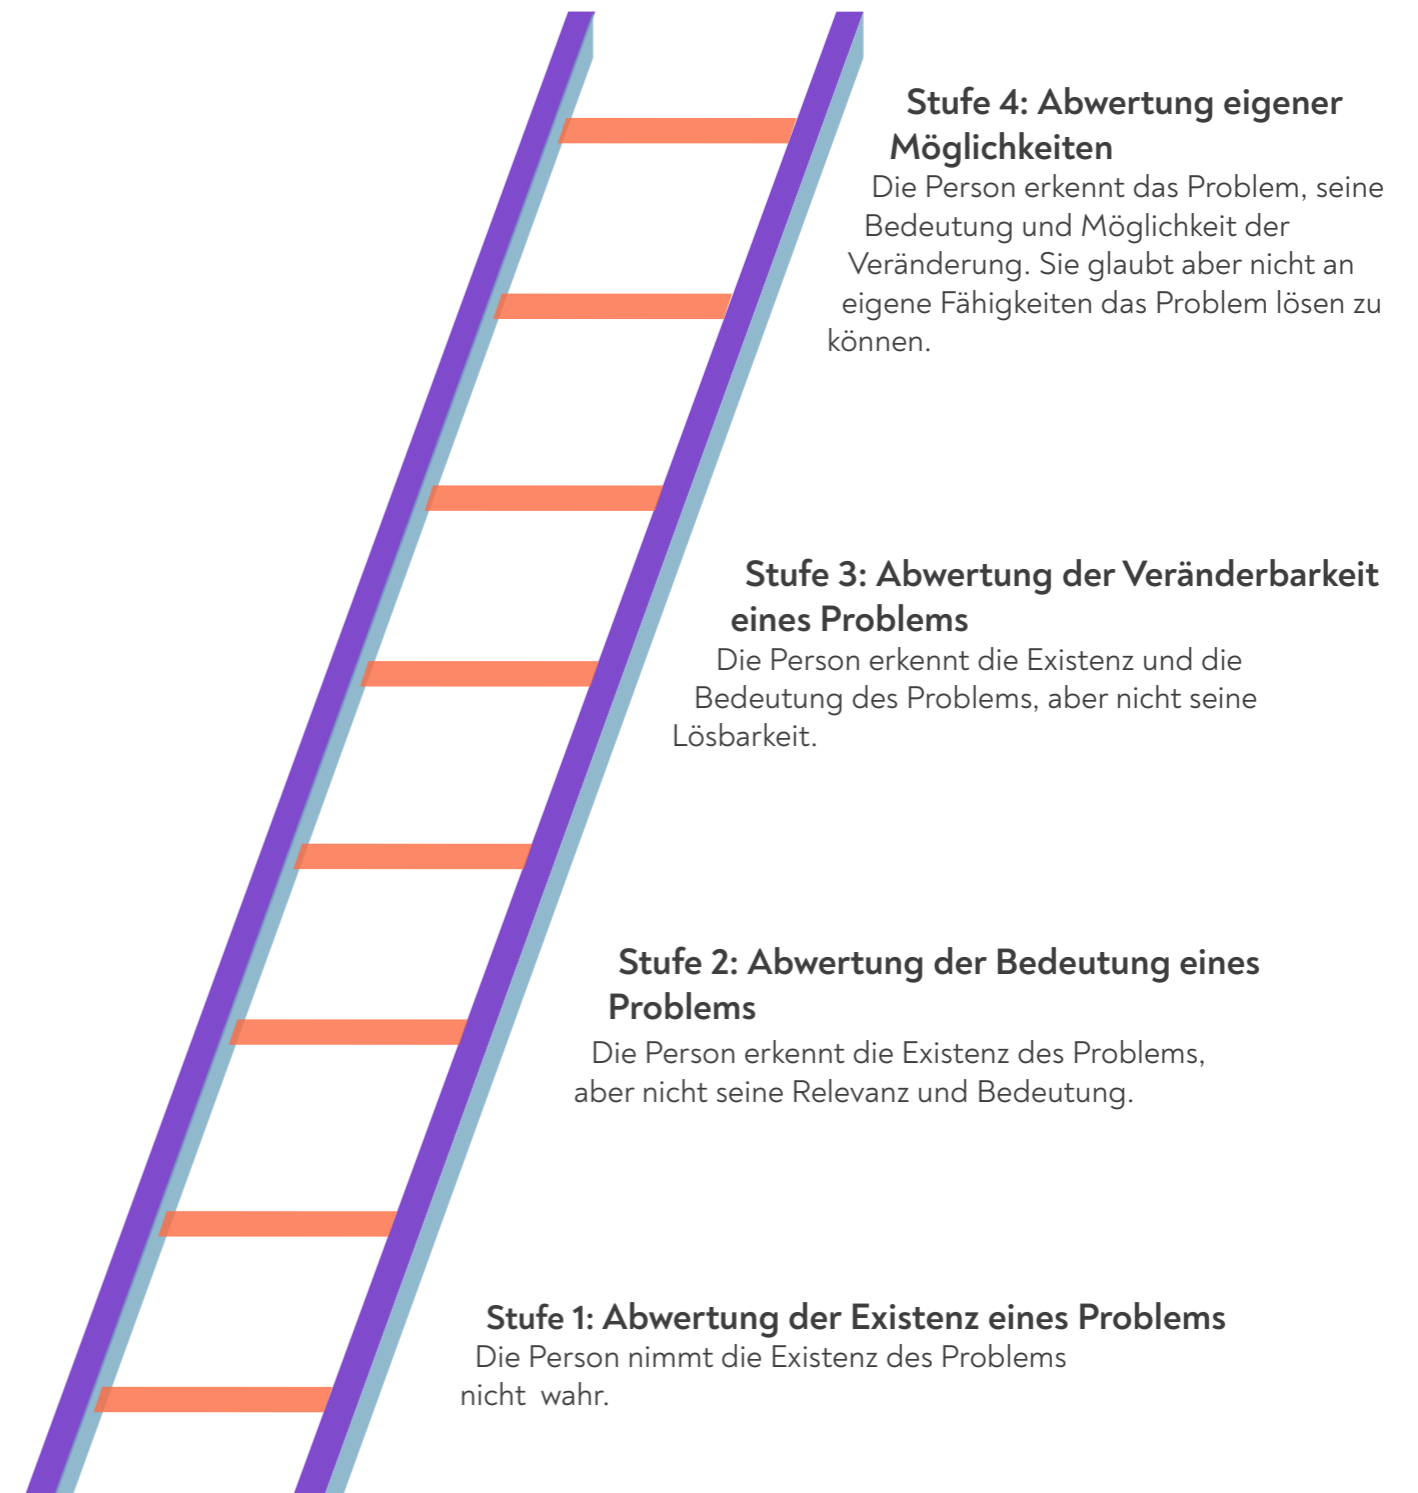 Stufe 4: Abwertung eigener
Möglichkeiten
Die Person erkennt das Problem, seine
Bedeutung und Möglichkeit der
Veränderung. Sie glaubt aber nicht an
eigene Fähigkeiten das Problem lösen zu
können.
Stufe 3: Abwertung der Veränderbarkeit
eines Problems
Die Person erkennt die Existenz und die
Bedeutung des Problems, aber nicht seine
Lösbarkeit.
Stufe 2: Abwertung der Bedeutung eines
Problems
Die Person erkennt die Existenz des Problems,
aber nicht seine Relevanz und Bedeutung.
Stufe 1: Abwertung der Existenz eines Problems
Die Person nimmt die Existenz des Problems
nicht wahr.